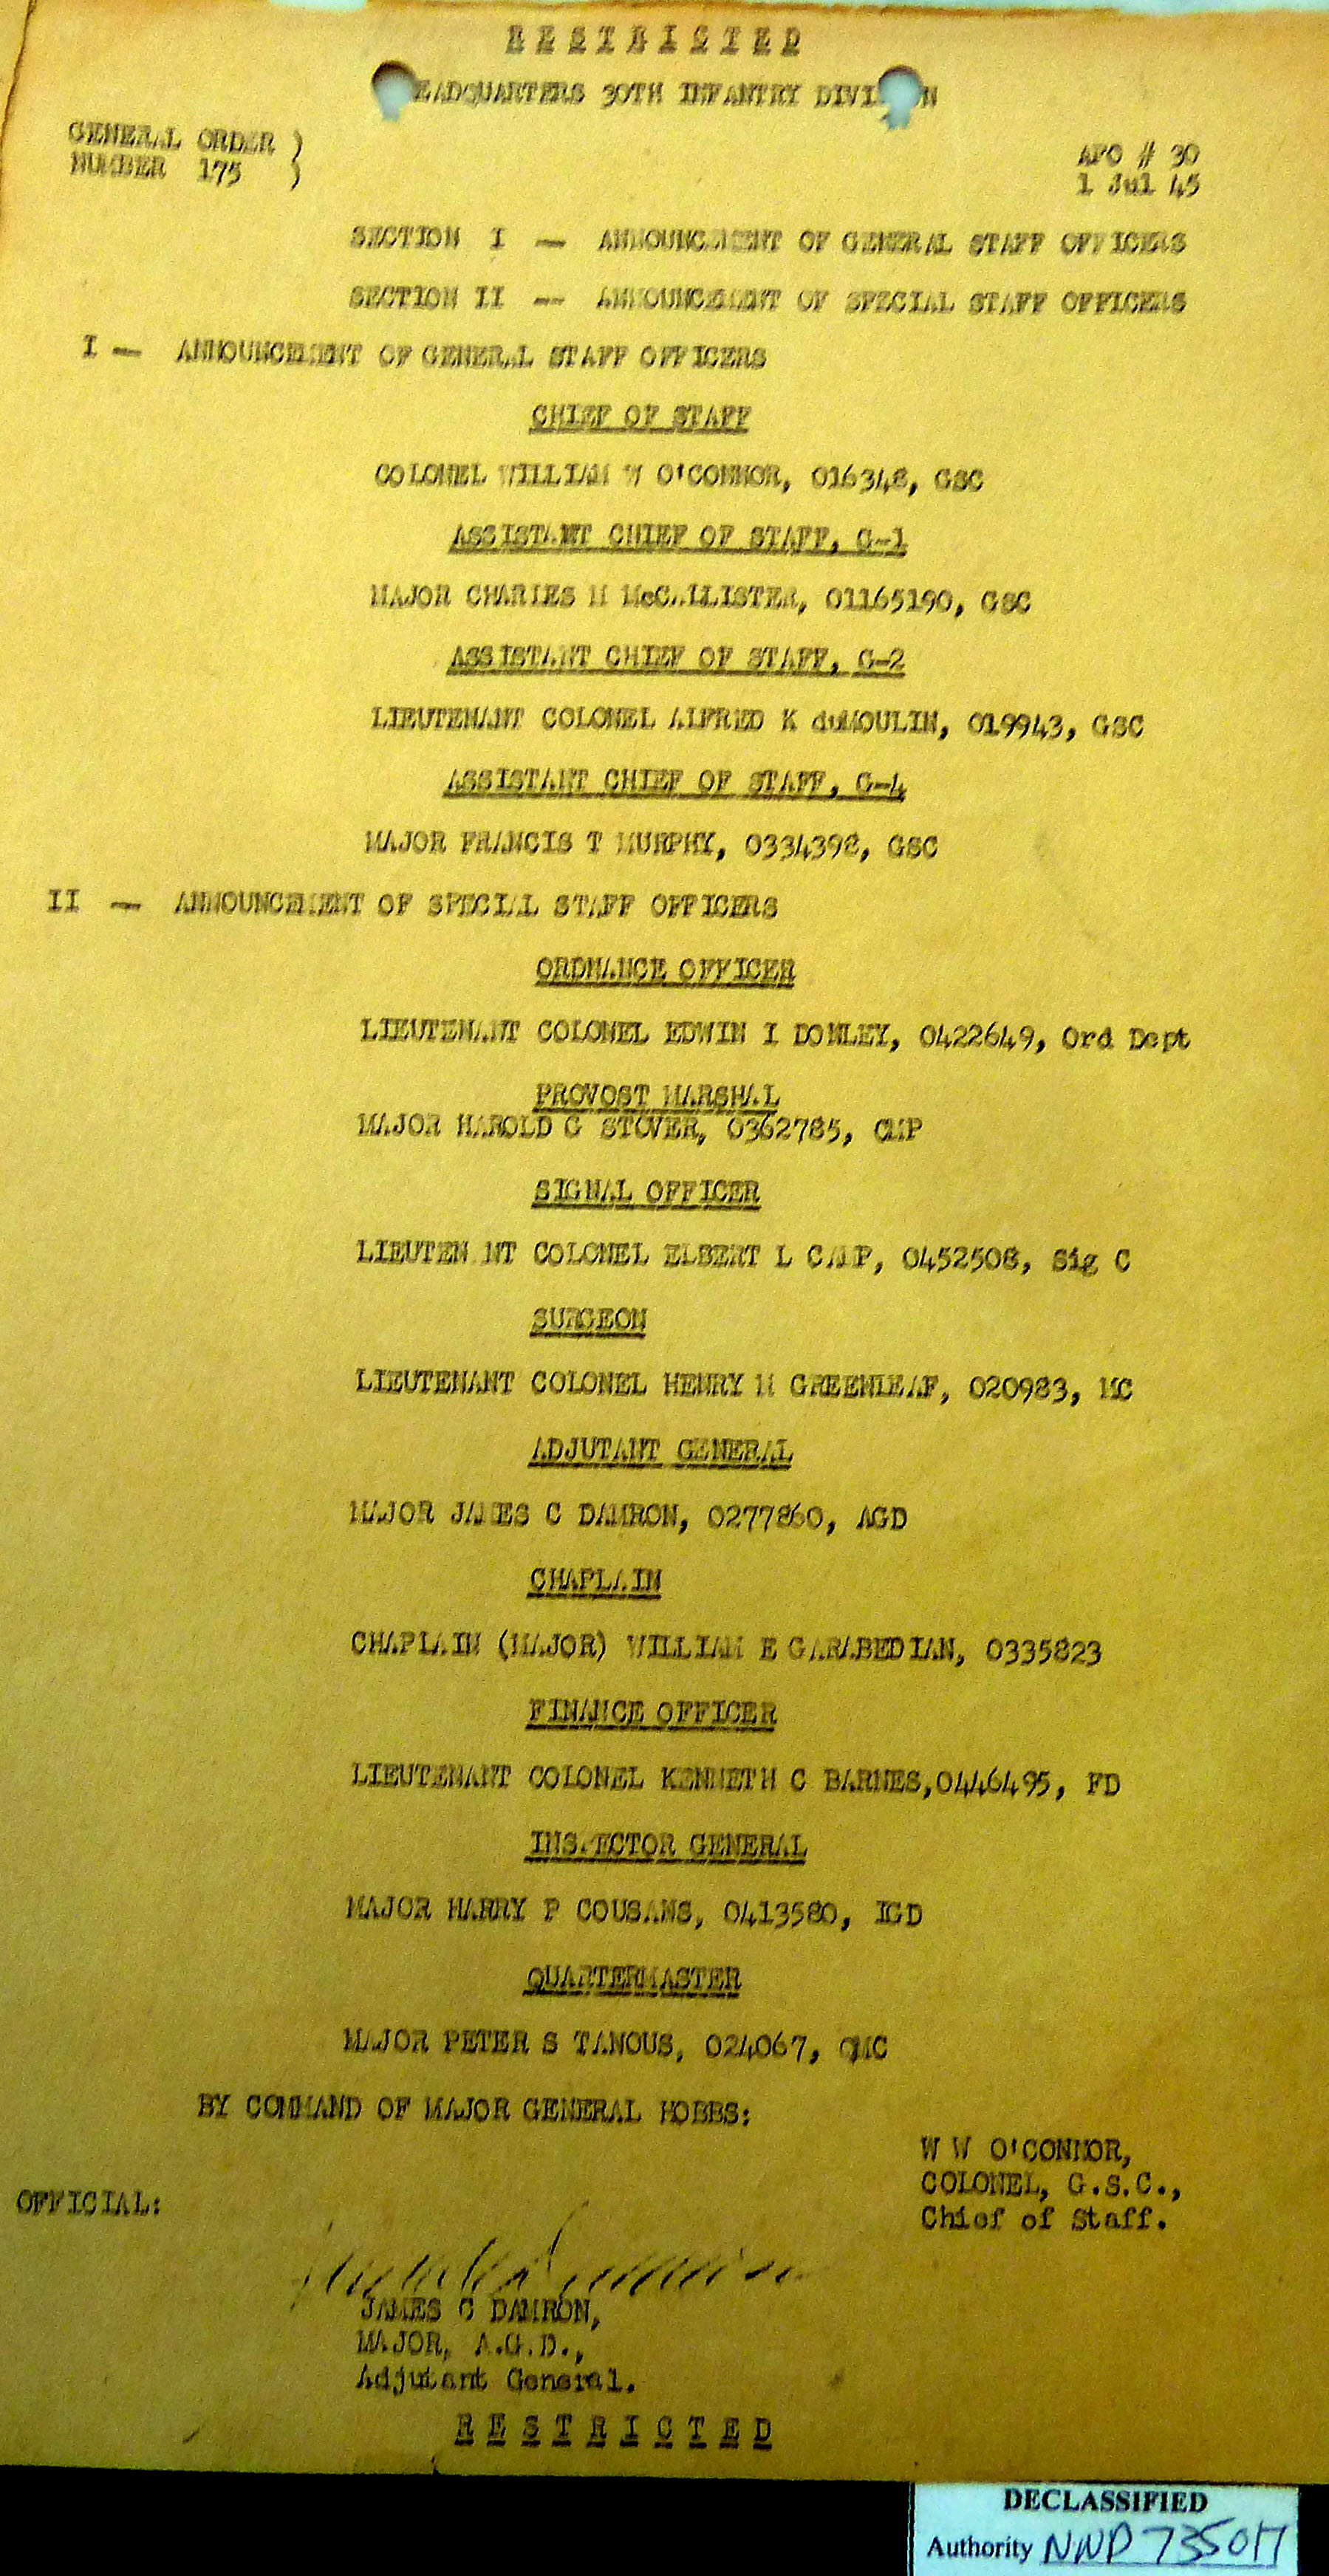 RESTRICTED
HEADQUARTERS 30TH INFANTRY DIVISION
GENERAL ORDER )
NUMBER 175 )
APO # 30
1 Jul 45
SECTION I — ANNOUNCEMENT OF GENERAL STAFF OFFICERS
SECTION II — ANNOUNCEMENT OF SPECIAL STAFF OFFICERS
I — ANNOUNCEMENT OF GENERAL STAFF OFFICERS
CHIEF OF STAFF
COLONEL WILLIAM W O'CONNOR, 016348, GSC
ASSISTANT CHIEF OF STAFF, G-1
MAJOR CHARLES M McCALLISTER, 01165190, GSC
ASSISTANT CHIEF OF STAFF, G-2
LIEUTENANT COLONEL ALFRED K duMOULIN, 019943, GSC
ASSISTANT CHIEF OF STAFF, G-4
MAJOR FRANCIS T MURPHY, 0334398, GSC
II — ANNOUNCEMENT OF SPECIAL STAFF OFFICERS
ORDNANCE OFFICER
LIEUTENANT COLONEL EDWIN I DONLEY, 0422649, Ord Dept
PROVOST MARSHAL
MAJOR HAROLD G STOVER, 0362785, CMP
SIGNAL OFFICER
LIEUTENANT COLONEL ELBERT L CAMP, 0452508, Sig C
SURGEON
LIEUTENANT COLONEL HENRY M GREENLEAF, 020983, MC
ADJUTANT GENERAL
MAJOR JAMES C DAMRON, 0277860, AGD
CHAPLAIN
CHAPLAIN (MAJOR) WILLIAM E GARABEDIAN, 0335823
FINANCE OFFICER
LIEUTENANT COLONEL KENNETH C BARNES,0446495, FD
INSPECTOR GENERAL
MAJOR HARRY P COUSANS, 0413580, IGD
QUARTERMASTER
MAJOR PETER S TANOUS, 024067, QMC
BY COMMAND OF MAJOR GENERAL HOBBS:
W W O'CONNOR,
COLONEL, G.S.C.,
Chief of Staff.
OFFICIAL:
JAMES C DAMRON,
MAJOR, A.G.D.,
Adjutant General.
RESTRICTED
DECLASSIFIED
Authority NND 735017